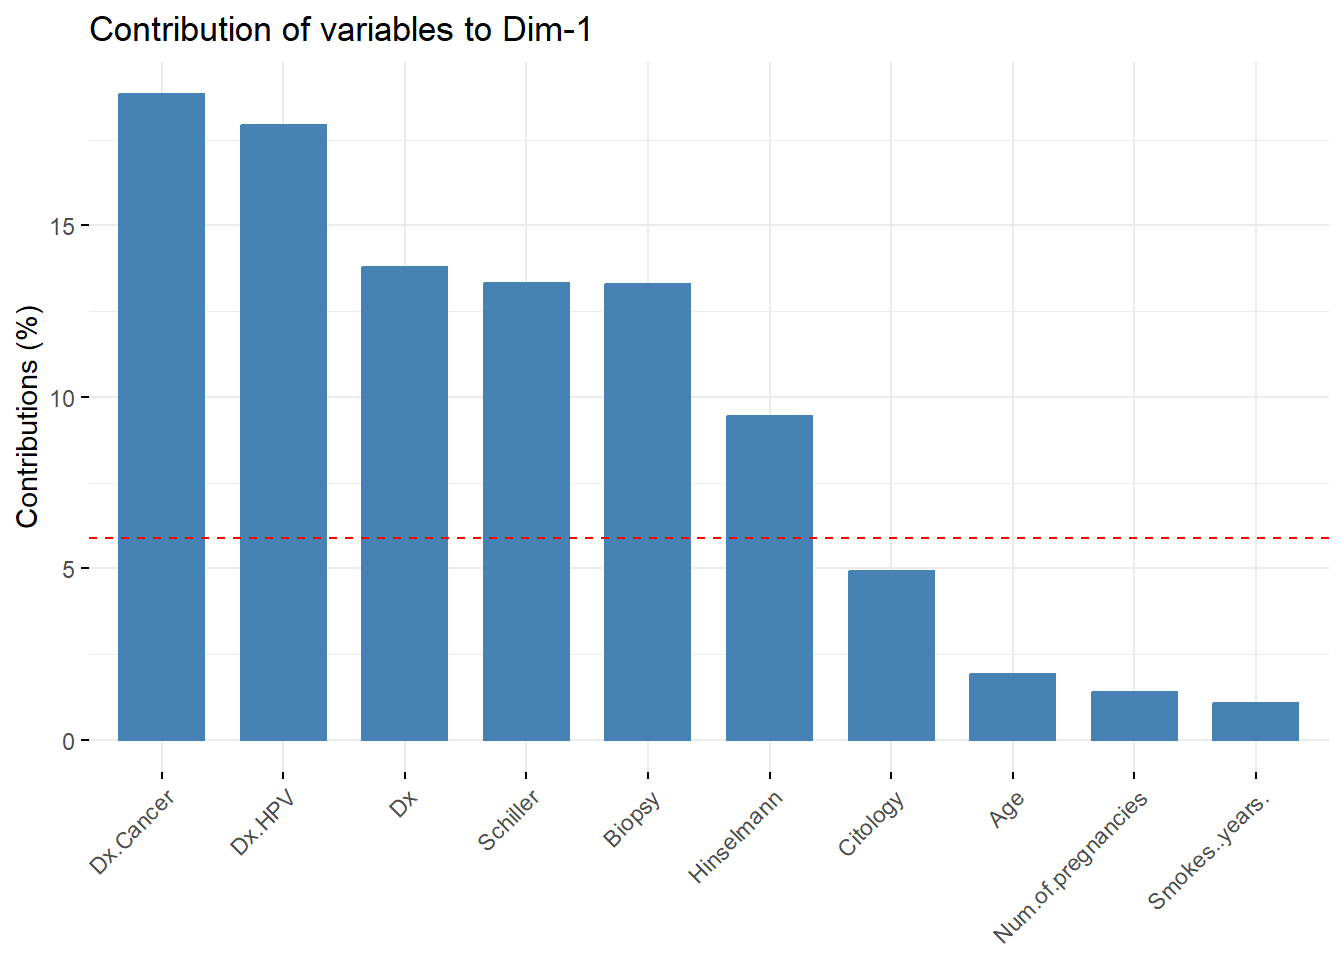 Contribution of variables to Dim-1
Contributions (%)
15
10
5
0
Dx.Cancer
Dx.HPV
Dx
Schiller
Biopsy
Hinselmann
Citology
Age
Num.of.pregnancies
Smokes..years.